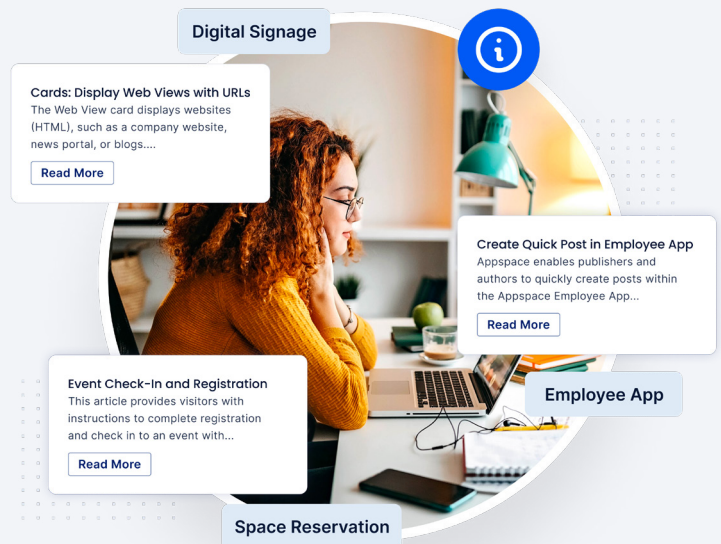 Digital Signage
Cards: Display Web Views with URLs
The Web View card displays websites
(HTML), such as a company website,
news portal, or blogs....
Read More
Create Quick Post in Employee App
Appspace enables publishers and
authors to quickly create posts within
the Appspace Employee App...
Read More
Employee App
Event Check-In and Registration
This article provides visitors with
instructions to complete registration
and check in to an event with...
Read More
Space Reservation